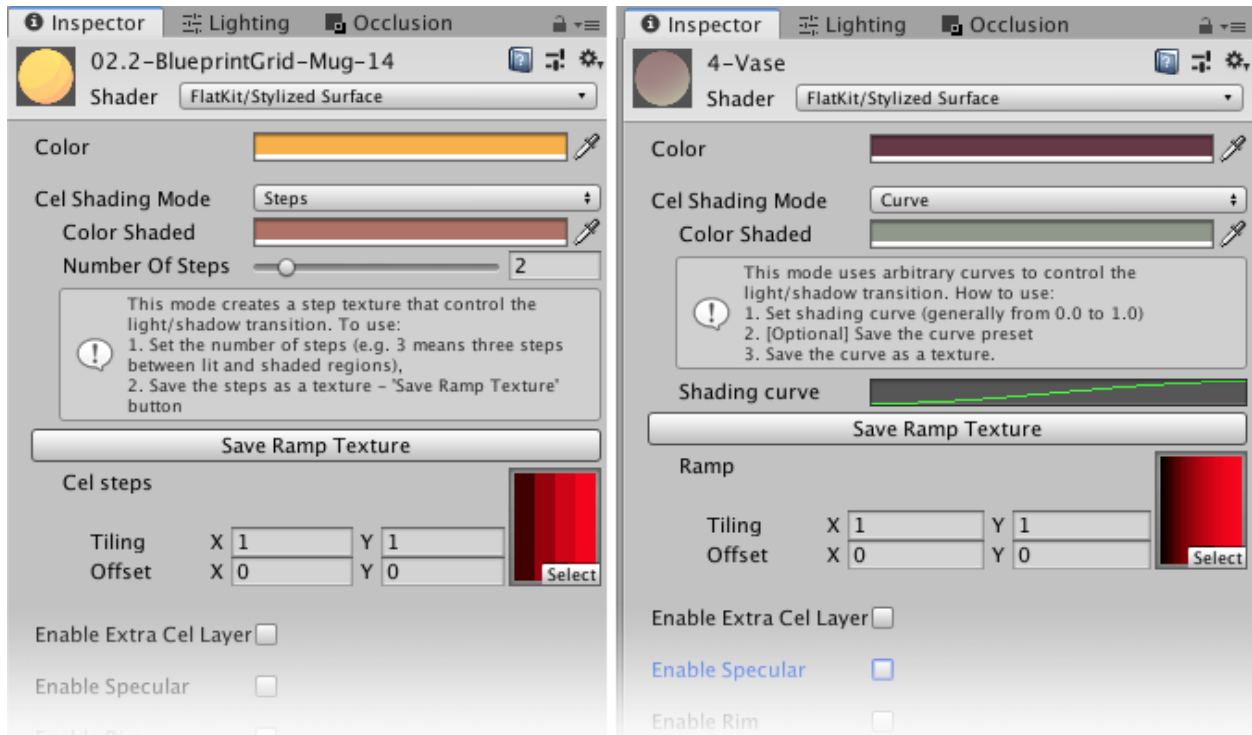 Inspector
Lighting
Occlusion
02.2-BlueprintGrid-Mug-14
Shader
FlatKit/Stylized Surface
Color
Cel Shading Mode
Steps
Color Shaded
Number Of Steps
2
This mode creates a step texture that control the
light/shadow transition. To use:
1. Set the number of steps (e.g. 3 means three steps
between lit and shaded regions),
2. Save the steps as a texture - 'Save Ramp Texture'
button
Save Ramp Texture
Cel steps
Tiling X 1 Y 1
Offset X 0 Y 0
Select
Enable Extra Cel Layer
Enable Specular
Enable Rim
Inspector
Lighting
Occlusion
4-Vase
Shader
FlatKit/Stylized Surface
Color
Cel Shading Mode
Curve
Color Shaded
This mode uses arbitrary curves to control the
light/shadow transition. How to use:
1. Set shading curve (generally from 0.0 to 1.0)
2. [Optional] Save the curve preset
3. Save the curve as a texture.
Shading curve
Save Ramp Texture
Ramp
Tiling X 1 Y 1
Offset X 0 Y 0
Select
Enable Extra Cel Layer
Enable Specular
Enable Rim